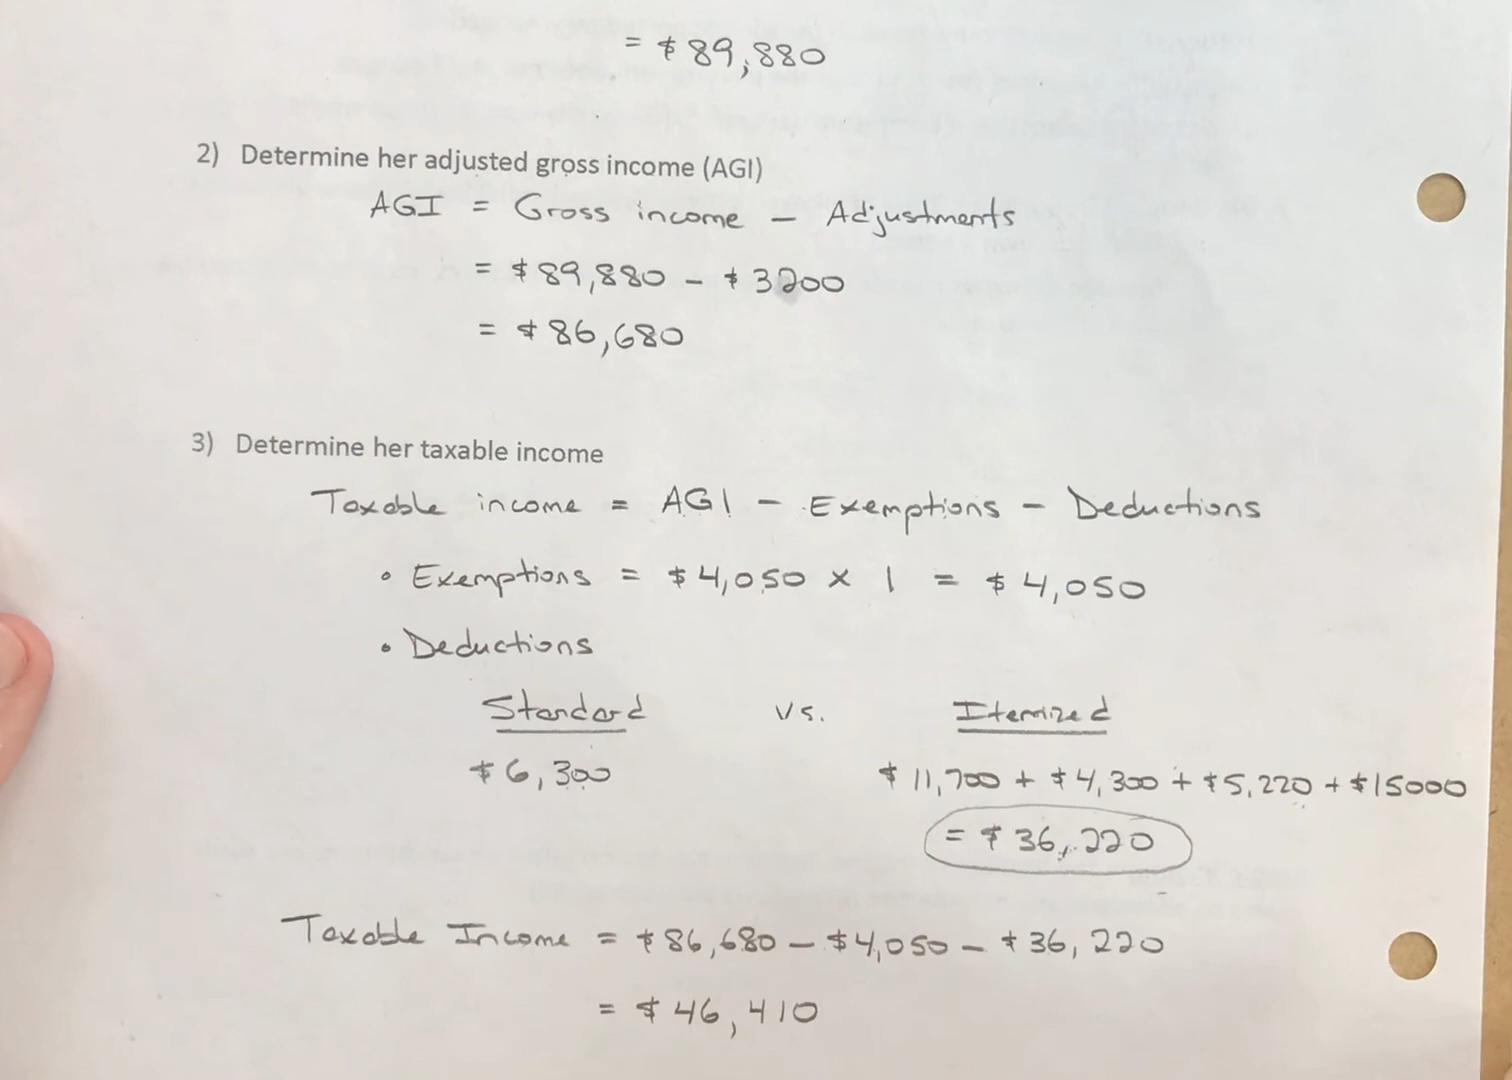 = $89,880
2) Determine her adjusted gross income (AGI)
AGI = Gross income - Adjustments
= $89,880 - $3200
= $86,680
3) Determine her taxable income
Taxable income = AGI - Exemptions - Deductions
• Exemptions = $4,050 x 1 = $4,050
• Deductions
Standard vs. Itemized
$6,300 $11,700 + $4,300 + $5,220 + $15000
= $36,220
Taxable Income = $86,680 - $4,050 - $36,220
= $46,410